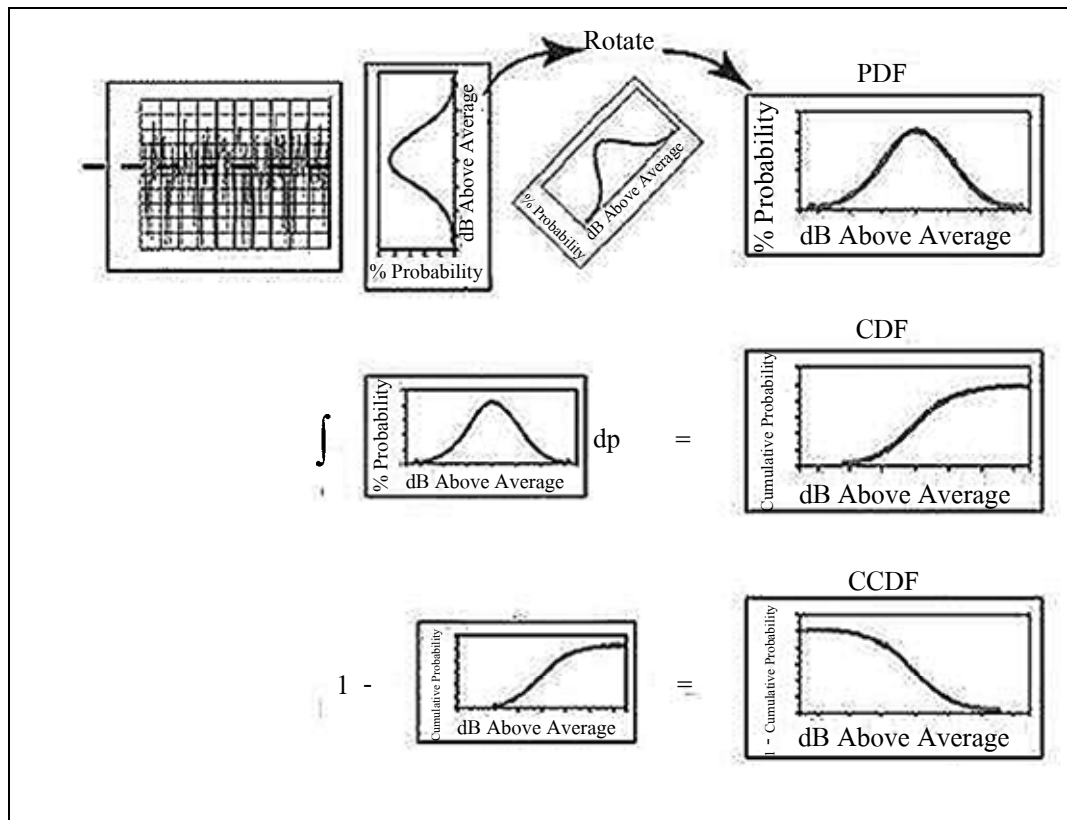 Rotate
PDF
dB Above Average
% Probability
% Probability
dB Above Average
% Probability
dB Above Average
CDF
% Probability
dB Above Average
∫
dp
=
Cumulative Probability
dB Above Average
CCDF
1 -
Cumulative Probability
dB Above Average
=
1 - Cumulative Probability
dB Above Average